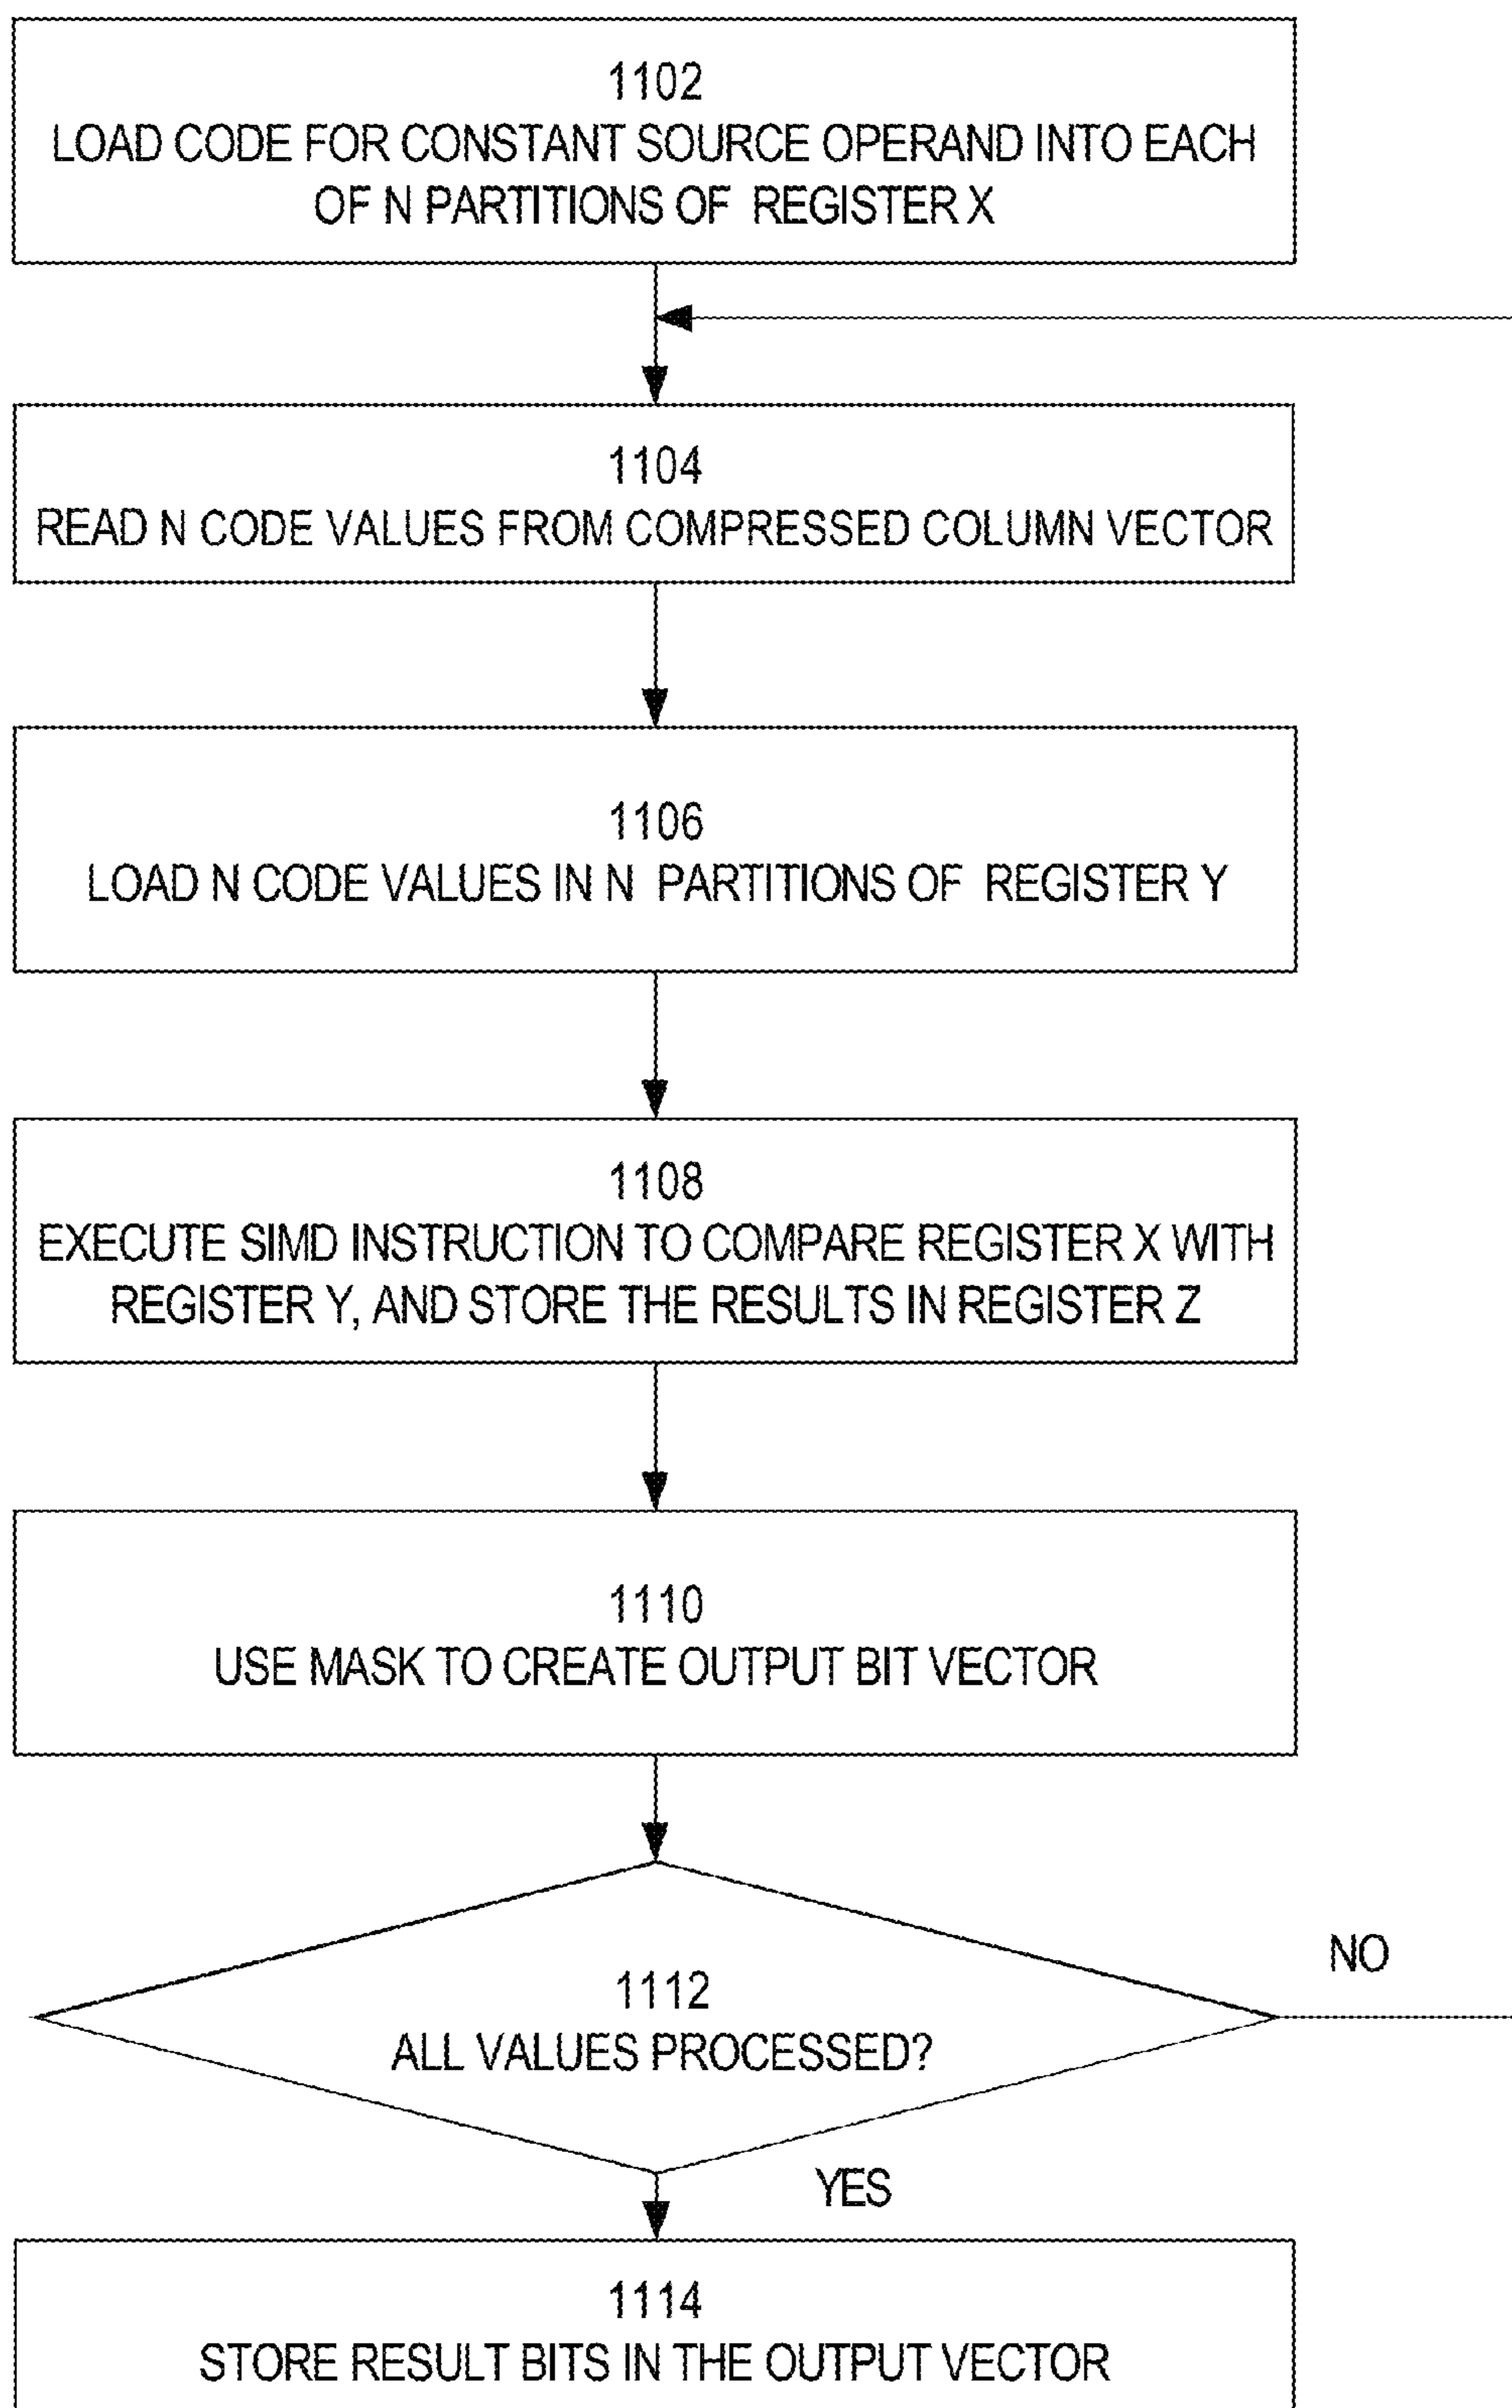 1102
LOAD CODE FOR CONSTANT SOURCE OPERAND INTO EACH
OF N PARTITIONS OF REGISTER X
1104
READ N CODE VALUES FROM COMPRESSED COLUMN VECTOR
1106
LOAD N CODE VALUES IN N PARTITIONS OF REGISTER Y
1108
EXECUTE SIMD INSTRUCTION TO COMPARE REGISTER X WITH
REGISTER Y, AND STORE THE RESULTS IN REGISTER Z
1110
USE MASK TO CREATE OUTPUT BIT VECTOR
NO
1112
ALL VALUES PROCESSED?
YES
1114
STORE RESULT BITS IN THE OUTPUT VECTOR